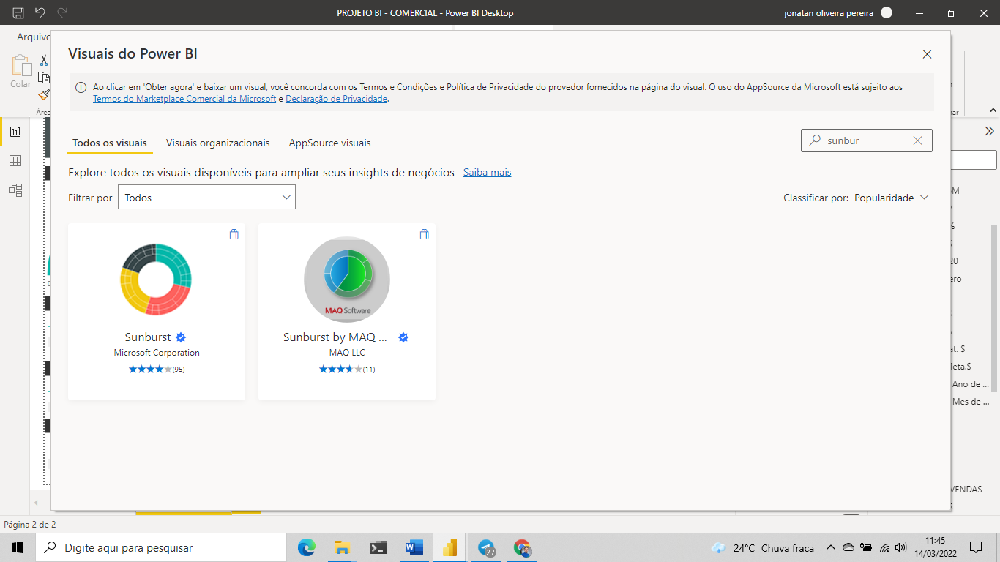 PROJETO BI - COMERCIAL - Power BI Desktop
jonatan oliveira pereira
Arquivo
Visuais do Power BI
Colar
Ao clicar em 'Obter agora' e baixar um visual, você concorda com os Termos e Condições e Política de Privacidade do provedor fornecidos na página do visual. O uso do AppSource da Microsoft está sujeito aos
Termos do Marketplace Comercial da Microsoft e Declaração de Privacidade.
Área
ar
Todos os visuais
Visuais organizacionais
AppSource visuais
sunbur
Explore todos os visuais disponíveis para ampliar seus insights de negócios Saiba mais
Filtrar por
Todos
Classificar por: Popularidade
M
%
20
ero
Sunburst
Microsoft Corporation
(95)
MAQ Software
Sunburst by MAQ ...
MAQ LLC
(11)
at. $
leta.$
Ano de ...
Mes de ...
VENDAS
Página 2 de 2
Digite aqui para pesquisar
27
24°C Chuva fraca
11:45
14/03/2022